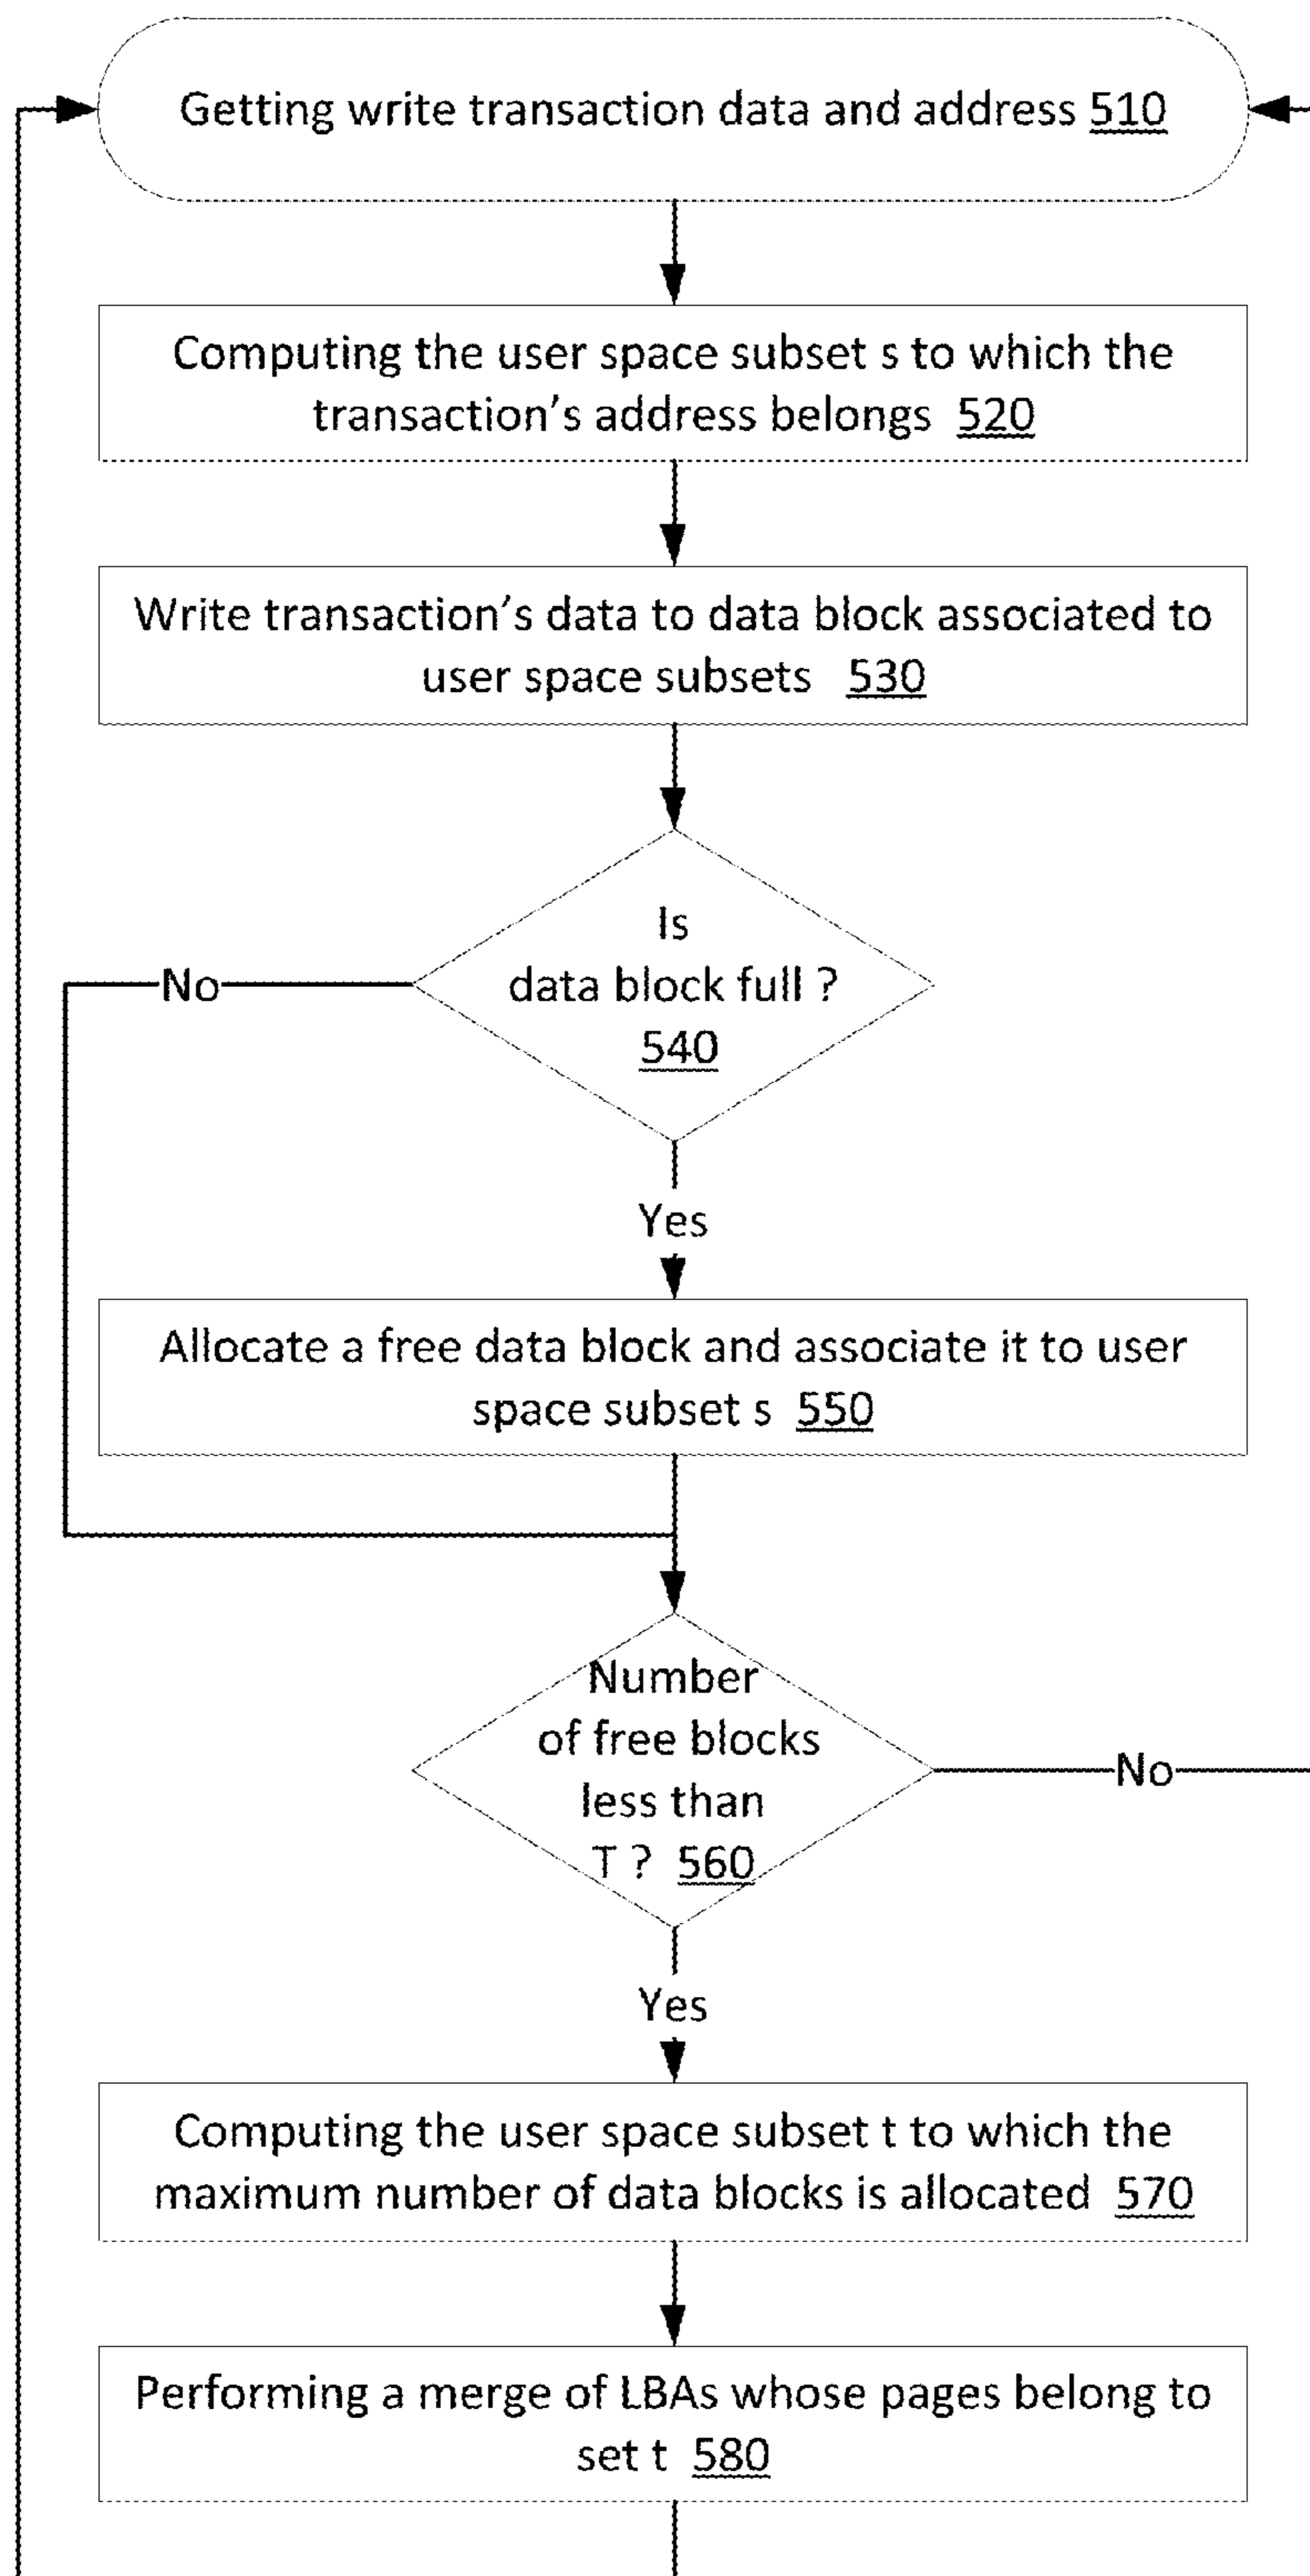 Getting write transaction data and address 510
Computing the user space subset s to which the
transaction's address belongs 520
Write transaction's data to data block associated to
user space subsets 530
Is
data block full ?
540
No
Yes
Allocate a free data block and associate it to user
space subset s 550
Number
of free blocks
less than
T ? 560
No
Yes
Computing the user space subset t to which the
maximum number of data blocks is allocated 570
Performing a merge of LBAs whose pages belong to
set t 580